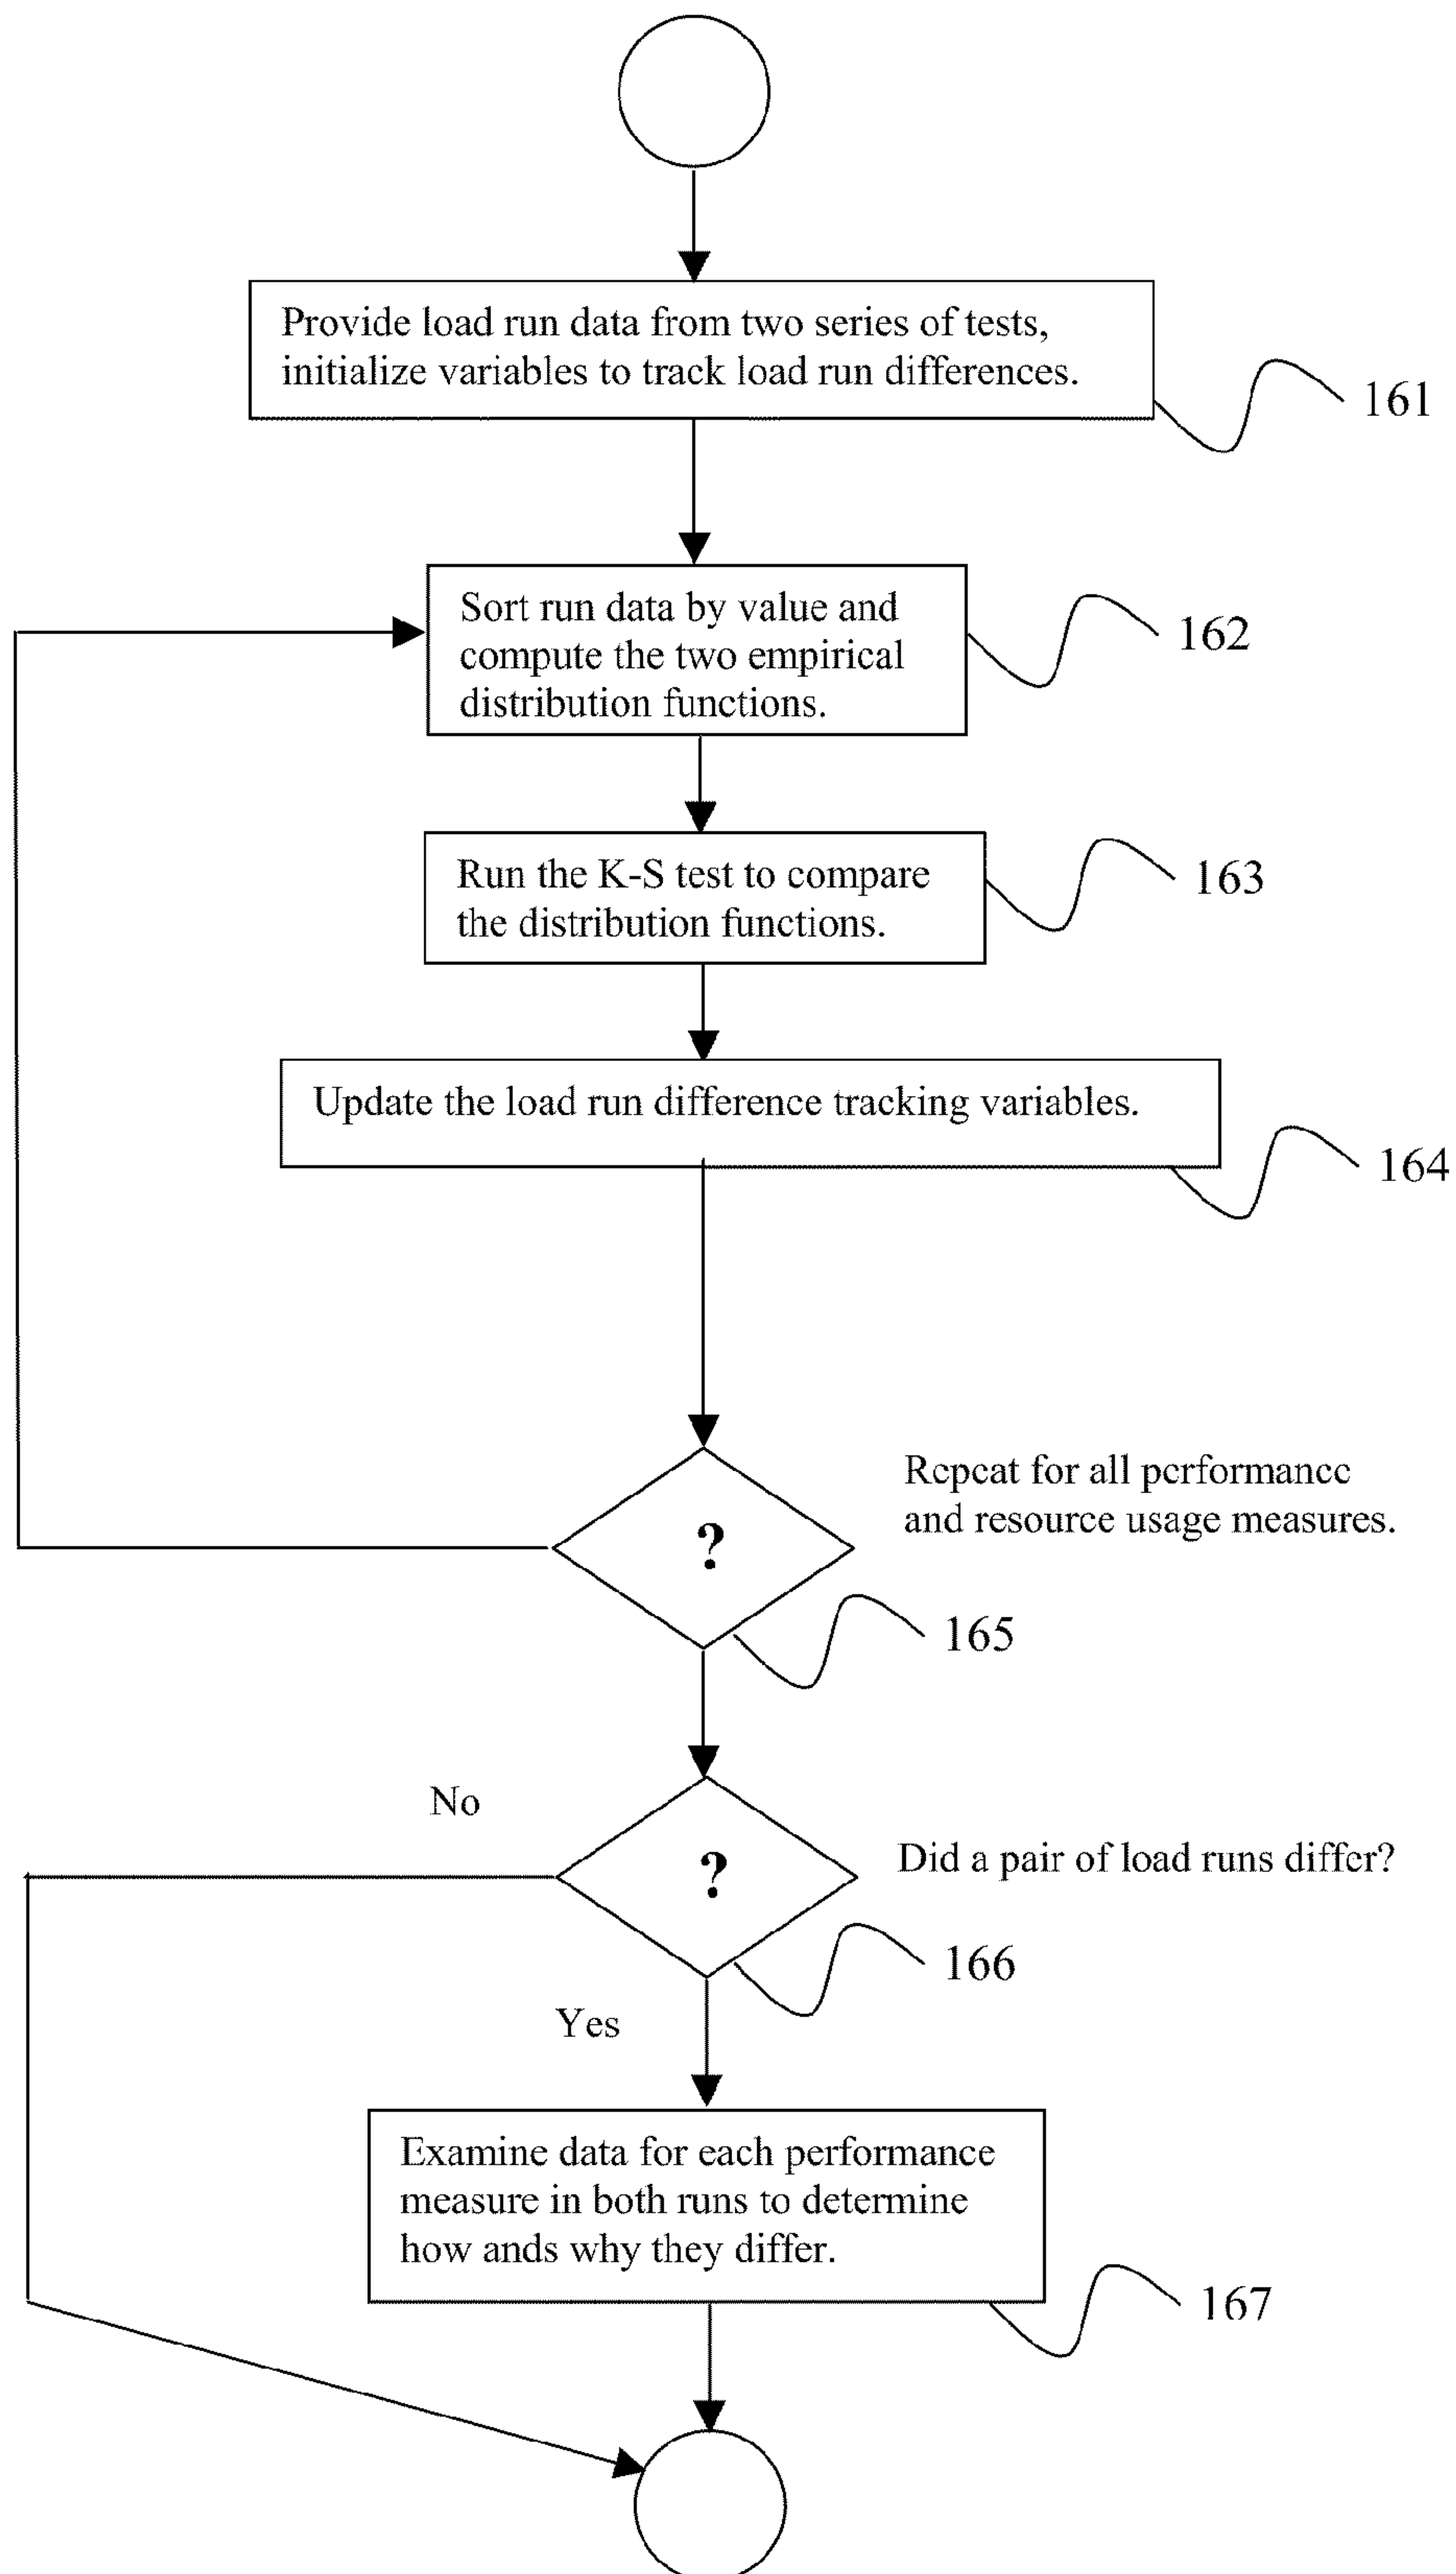 Provide load run data from two series of tests,
initialize variables to track load run differences.
161
Sort run data by value and
compute the two empirical
distribution functions.
162
Run the K-S test to compare
the distribution functions.
163
Update the load run difference tracking variables.
164
Repeat for all performance
and resource usage measures.
?
165
No
Did a pair of load runs differ?
?
166
Yes
Examine data for each performance
measure in both runs to determine
how ands why they differ.
167